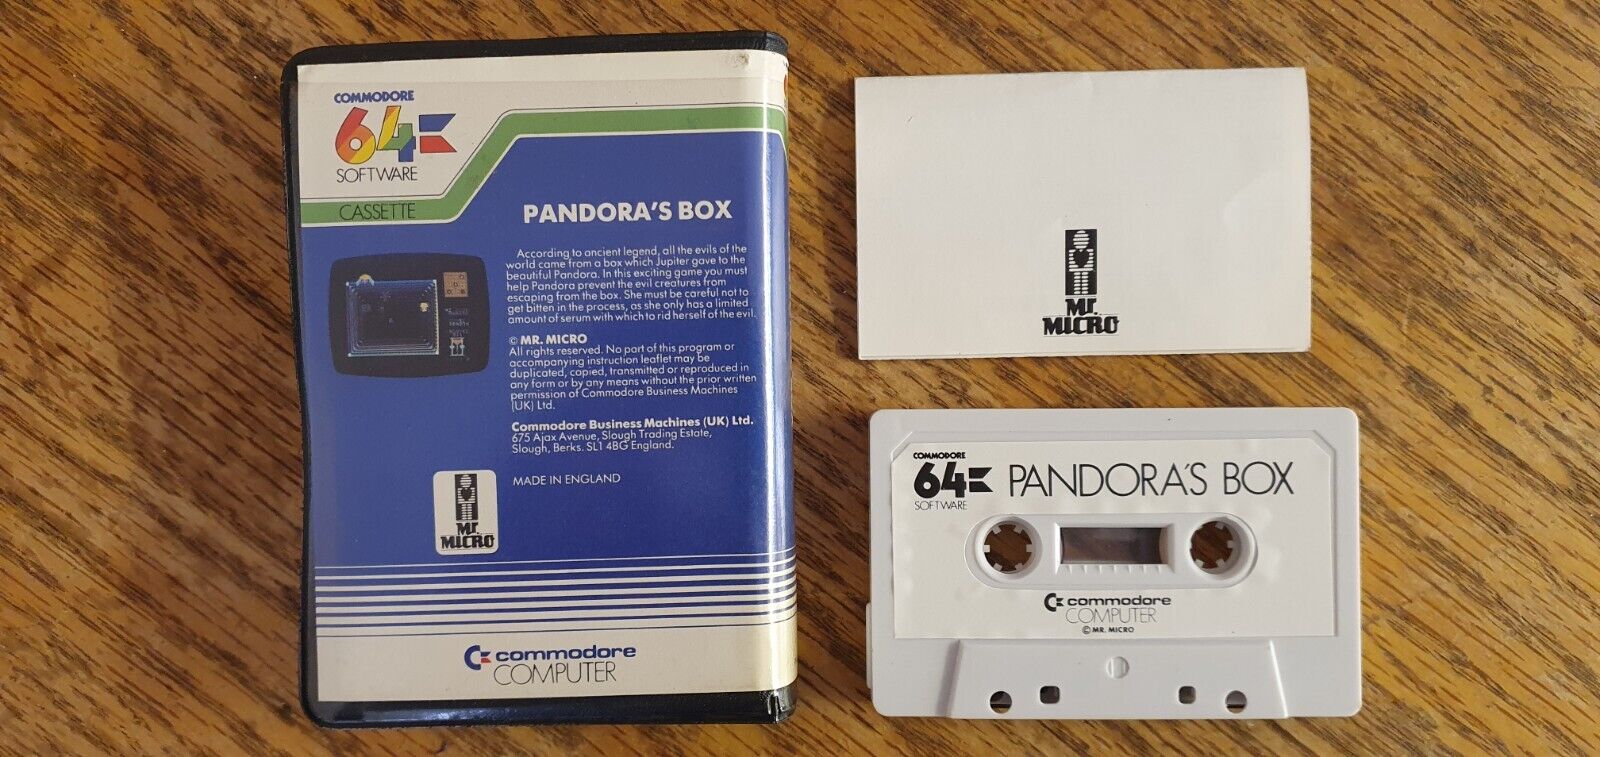 COMMODORE
64
SOFTWARE
CASSETTE
PANDORA'S BOX
According to ancient legend, all the evils of the
world came from a box which Jupiter gave to the
beautiful Pandora. In this exciting game you must
help Pandora prevent the evil creatures from
escaping from the box. She must be careful not to
get bitten in the process, as she only has a limited
amount of serum with which to rid herself of the evil.
© MR. MICRO
All rights reserved. No part of this program or
accompanying instruction leaflet may be
duplicated, copied, transmitted or reproduced in
any form or by any means without the prior written
permission of Commodore Business Machines
(UK) Ltd.
Commodore Business Machines (UK) Ltd.
675 Ajax Avenue, Slough Trading Estate,
Slough, Berks. SL1 4BG England.
MADE IN ENGLAND
Mr.
MICRO
commodore
COMPUTER
Mr.
MICRO
COMMODORE
64
SOFTWARE
PANDORA'S BOX
commodore
COMPUTER
© MR. MICRO